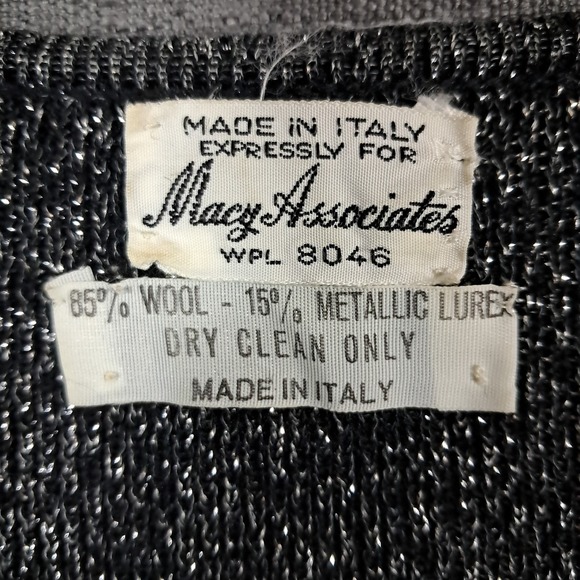 MADE IN ITALY
EXPRESSLY FOR
Macy Associates
WPL 8046
85% WOOL - 15% METALLIC LUREX
DRY CLEAN ONLY
MADE IN ITALY